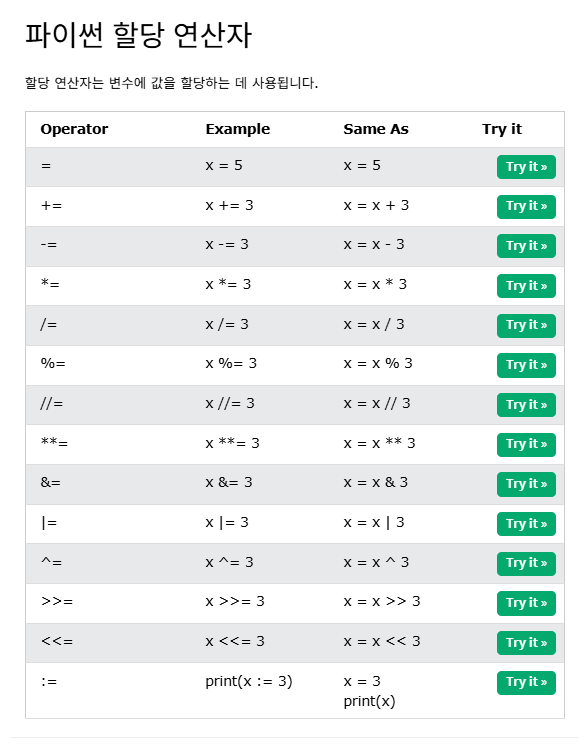 파이썬 할당 연산자
할당 연산자는 변수에 값을 할당하는 데 사용됩니다.
Operator Example Same As Try it
= x = 5 x = 5 Try it »
+= x += 3 x = x + 3 Try it »
-= x -= 3 x = x - 3 Try it »
*= x *= 3 x = x * 3 Try it »
/= x /= 3 x = x / 3 Try it »
%= x %= 3 x = x % 3 Try it »
//= x //= 3 x = x // 3 Try it »
**= x **= 3 x = x ** 3 Try it »
&= x &= 3 x = x & 3 Try it »
|= x |= 3 x = x | 3 Try it »
^= x ^= 3 x = x ^ 3 Try it »
>>= x >>= 3 x = x >> 3 Try it »
<<= x <<= 3 x = x << 3 Try it »
:= print(x := 3) x = 3 Try it »
print(x)